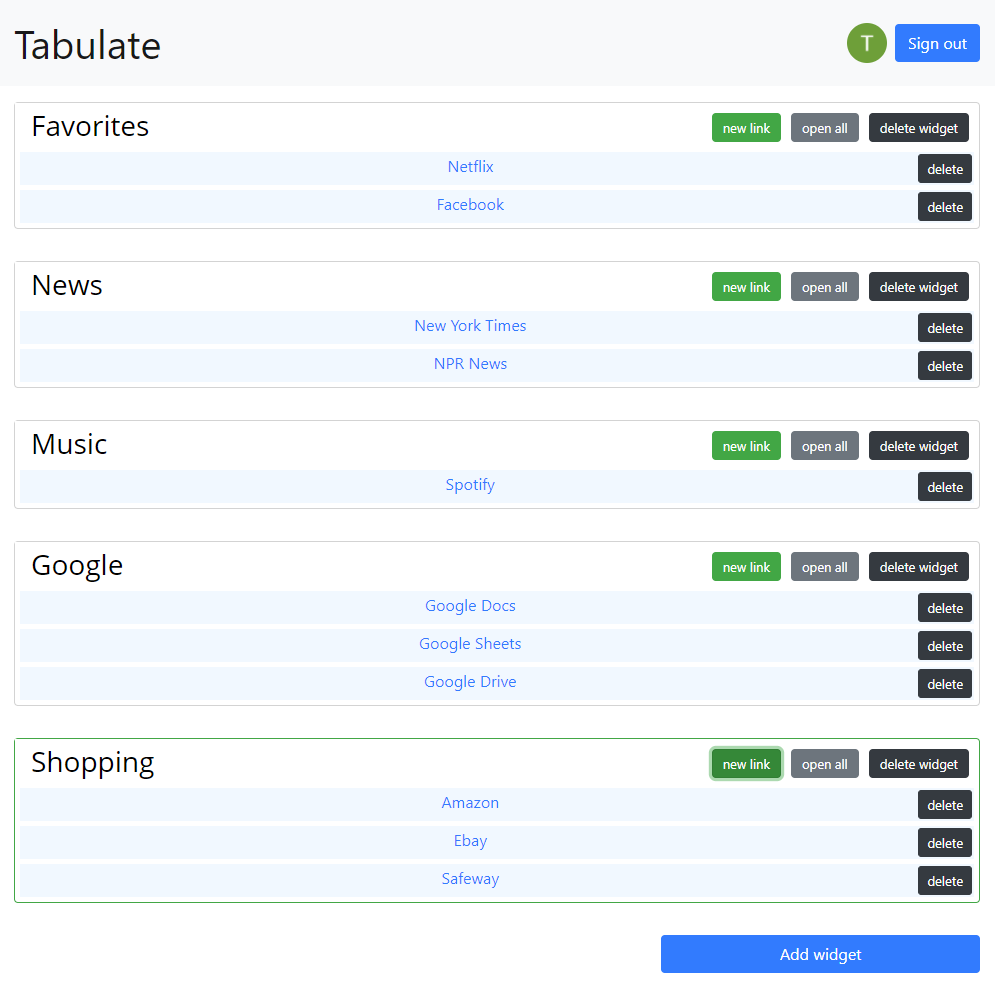 Tabulate T Sign out
Favorites new link open all delete widget
Netflix delete
Facebook delete
News new link open all delete widget
New York Times delete
NPR News delete
Music new link open all delete widget
Spotify delete
Google new link open all delete widget
Google Docs delete
Google Sheets delete
Google Drive delete
Shopping new link open all delete widget
Amazon delete
Ebay delete
Safeway delete
Add widget